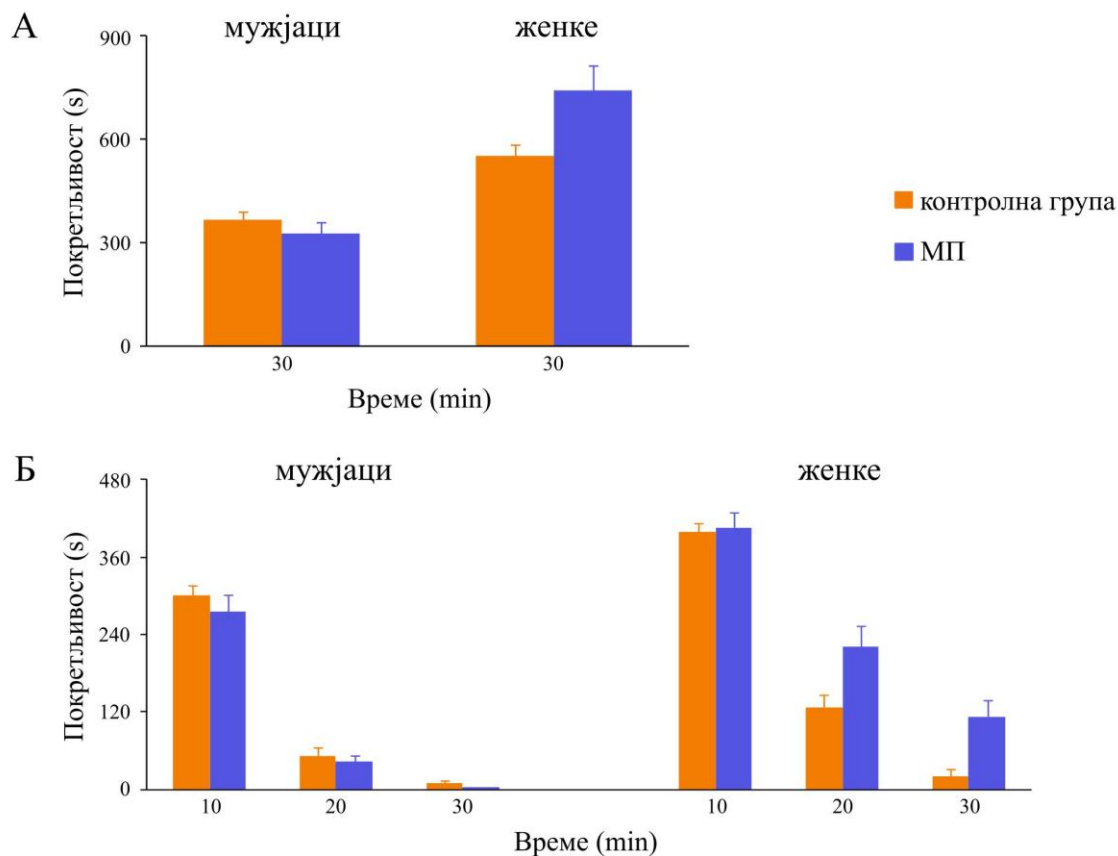 А
мужјаци женке
900
600
300
0
Покретљивост (s)
30 30
Време (min)
контролна група
МП
Б
мужјаци женке
480
360
240
120
0
Покретљивост (s)
10 20 30 10 20 30
Време (min)